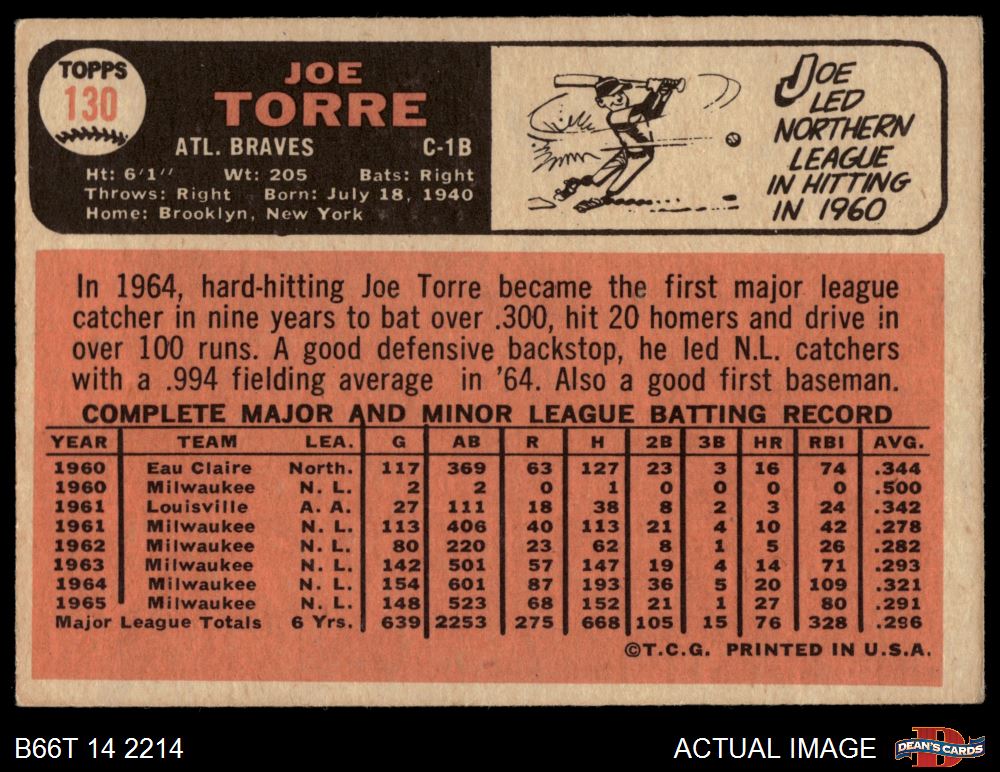 TOPPS
130
JOE
TORRE
ATL. BRAVES C-1B
Ht: 6'1" Wt: 205 Bats: Right
Throws: Right Born: July 18, 1940
Home: Brooklyn, New York
JOE
LED
NORTHERN
LEAGUE
IN HITTING
IN 1960
In 1964, hard-hitting Joe Torre became the first major league
catcher in nine years to bat over .300, hit 20 homers and drive in
over 100 runs. A good defensive backstop, he led N.L. catchers
with a .994 fielding average in '64. Also a good first baseman.
COMPLETE MAJOR AND MINOR LEAGUE BATTING RECORD
YEAR TEAM LEA. G AB R H 2B 3B HR RBI AVG.
1960 Eau Claire North. 117 369 63 127 23 3 16 74 .344
1960 Milwaukee N. L. 2 2 0 1 0 0 0 0 .500
1961 Louisville A. A. 27 111 18 38 8 2 3 24 .342
1961 Milwaukee N. L. 113 406 40 113 21 4 10 42 .278
1962 Milwaukee N. L. 80 220 23 62 8 1 5 26 .282
1963 Milwaukee N. L. 142 501 57 147 19 4 14 71 .293
1964 Milwaukee N. L. 154 601 87 193 36 5 20 109 .321
1965 Milwaukee N. L. 148 523 68 152 21 1 27 80 .291
Major League Totals 6 Yrs. 639 2253 275 668 105 15 76 328 .296
©T.C.G. PRINTED IN U.S.A.
B66T 14 2214
ACTUAL IMAGE
DEAN'S CARDS